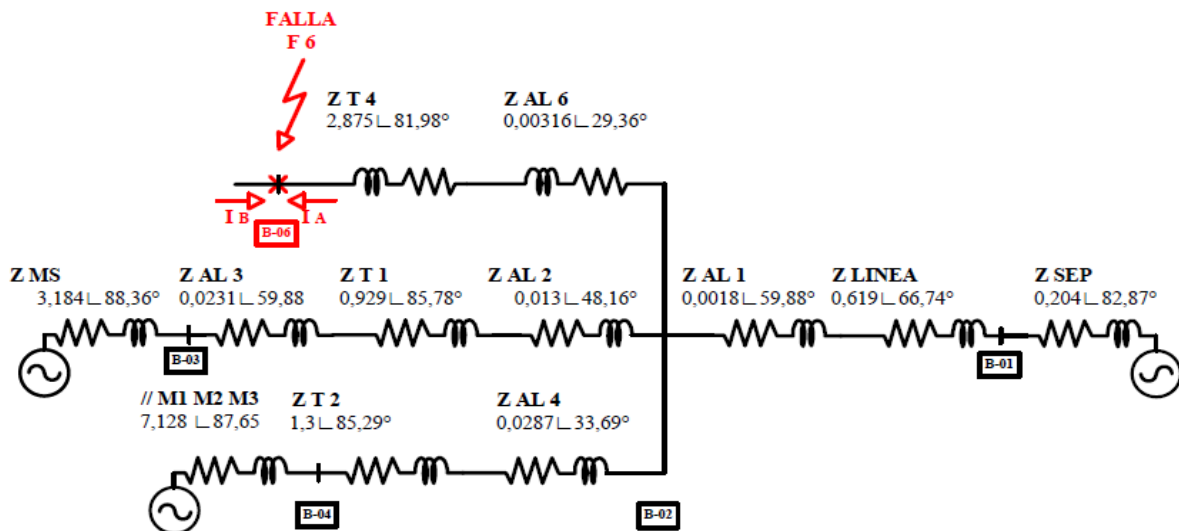 FALLA
F 6
Z T 4
2,875∟81,98°
Z AL 6
0,00316∟29,36°
I B
I A
B-06
Z MS
3,184∟88,36°
Z AL 3
0,0231∟59,88
Z T 1
0,929∟85,78°
Z AL 2
0,013∟48,16°
Z AL 1
0,0018∟59,88°
Z LINEA
0,619∟66,74°
Z SEP
0,204∟82,87°
B-03
B-01
// M1 M2 M3
7,128 ∟87,65
Z T 2
1,3∟85,29°
Z AL 4
0,0287∟33,69°
B-04
B-02